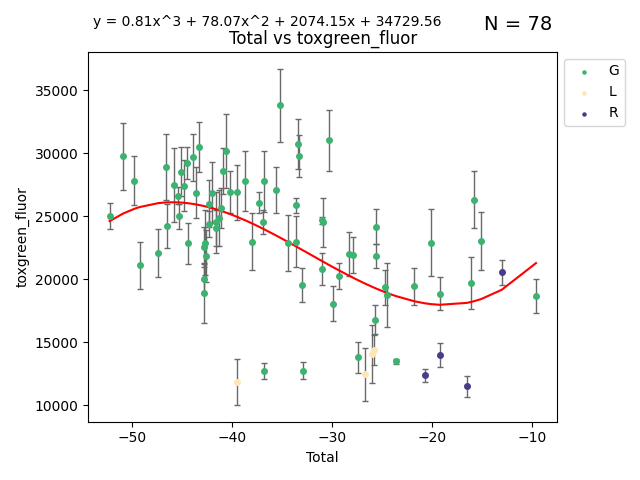 y = 0.81x^3 + 78.07x^2 + 2074.15x + 34729.56
N = 78
Total vs toxgreen_fluor
G
L
R
toxgreen_fluor
35000
30000
25000
20000
15000
10000
−50
−40
−30
−20
−10
Total